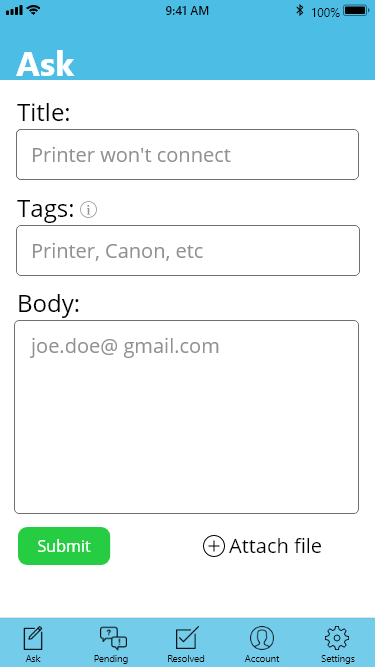 9:41 AM
100%
Ask
Title:
Printer won't connect
Tags:
Printer, Canon, etc
Body:
joe.doe@ gmail.com
Submit
Attach file
Ask
Pending
Resolved
Account
Settings